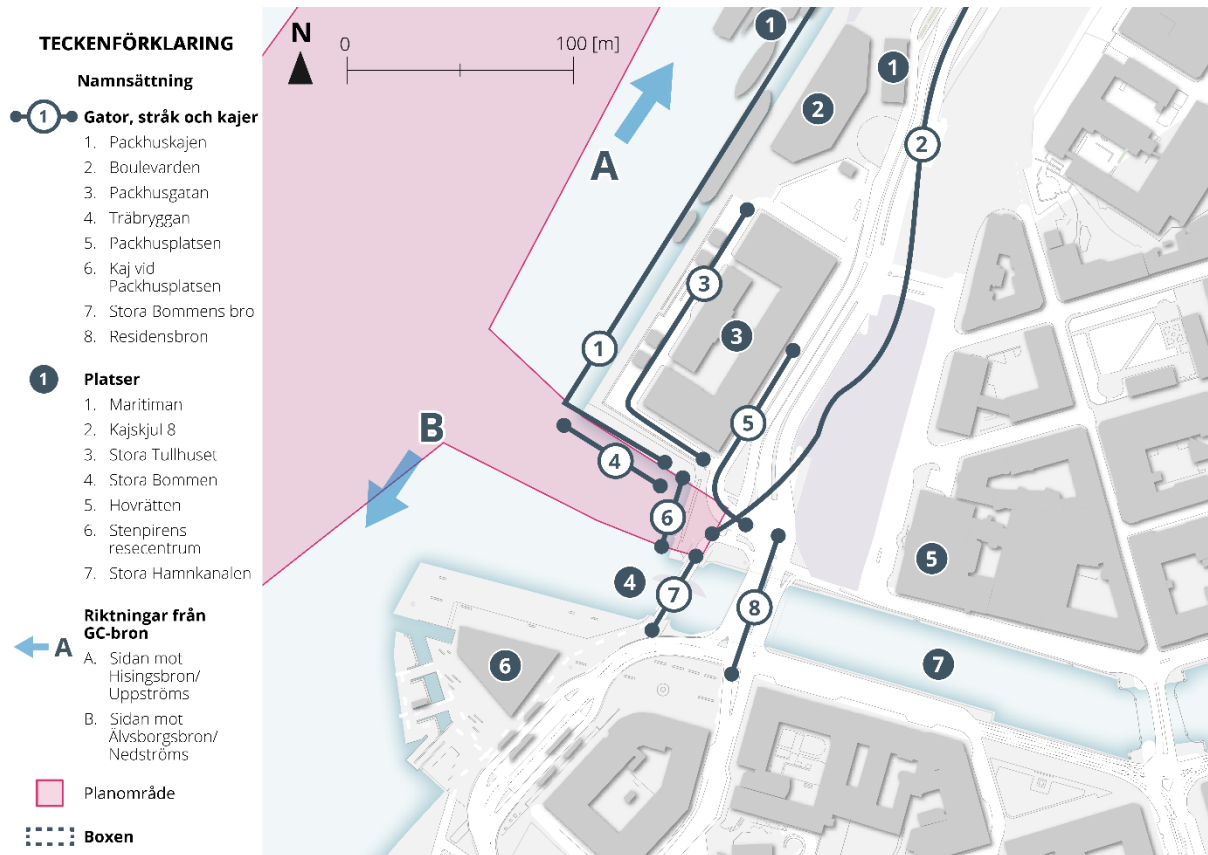 TECKENFÖRKLARING
Namnsättning
1 Gator, stråk och kajer
1. Packhuskajen
2. Boulevarden
3. Packhusgatan
4. Träbryggan
5. Packhusplatsen
6. Kaj vid
Packhusplatsen
7. Stora Bommens bro
8. Residensbron
1 Platser
1. Maritiman
2. Kajskjul 8
3. Stora Tullhuset
4. Stora Bommen
5. Hovrätten
6. Stenpirens
resecentrum
7. Stora Hamnkanalen
Riktningar från
GC-bron
A
A. Sidan mot
Hisingsbron/
Uppströms
B. Sidan mot
Älvsborgsbron/
Nedströms
Planområde
Boxen
N
0 100 [m]
1
1
2
2
A
3
3
1
B
5
4
6
5
4
7
8
6
7